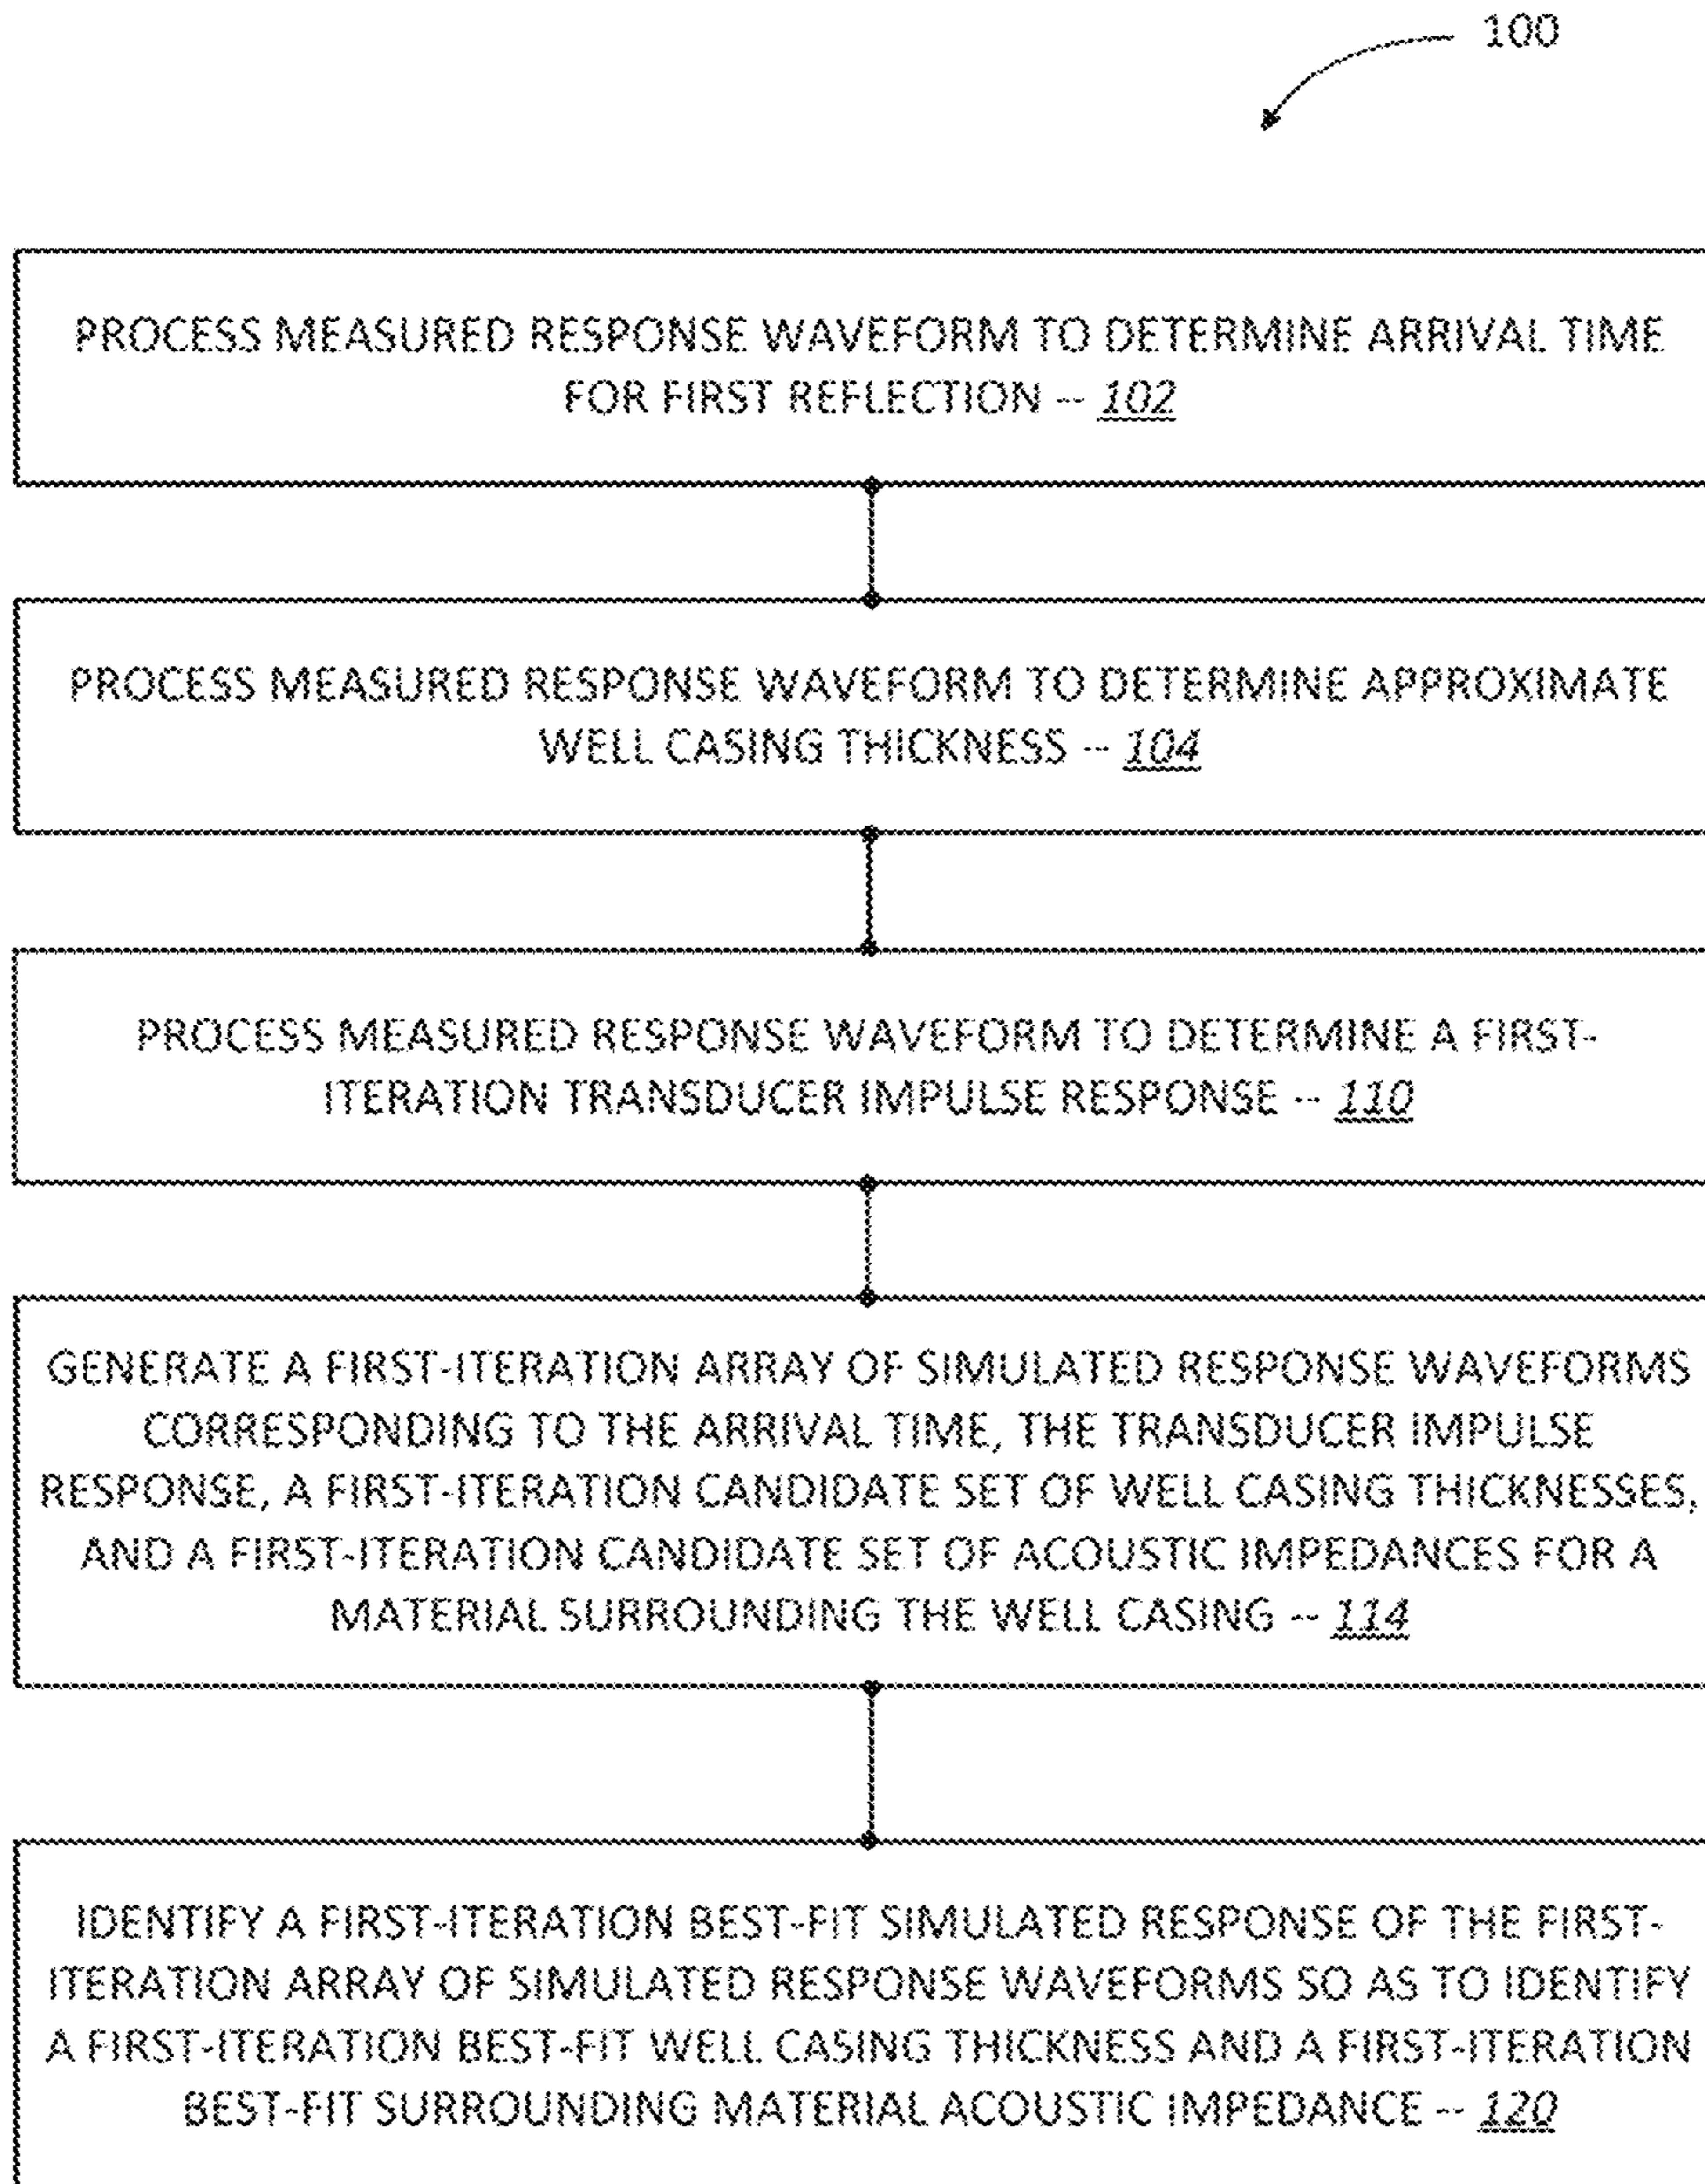 100
PROCESS MEASURED RESPONSE WAVEFORM TO DETERMINE ARRIVAL TIME
FOR FIRST REFLECTION -- 102
PROCESS MEASURED RESPONSE WAVEFORM TO DETERMINE APPROXIMATE
WELL CASING THICKNESS -- 104
PROCESS MEASURED RESPONSE WAVEFORM TO DETERMINE A FIRST-
ITERATION TRANSDUCER IMPULSE RESPONSE -- 110
GENERATE A FIRST-ITERATION ARRAY OF SIMULATED RESPONSE WAVEFORMS
CORRESPONDING TO THE ARRIVAL TIME, THE TRANSDUCER IMPULSE
RESPONSE, A FIRST-ITERATION CANDIDATE SET OF WELL CASING THICKNESSES,
AND A FIRST-ITERATION CANDIDATE SET OF ACOUSTIC IMPEDANCES FOR A
MATERIAL SURROUNDING THE WELL CASING -- 114
IDENTIFY A FIRST-ITERATION BEST-FIT SIMULATED RESPONSE OF THE FIRST-
ITERATION ARRAY OF SIMULATED RESPONSE WAVEFORMS SO AS TO IDENTIFY
A FIRST-ITERATION BEST-FIT WELL CASING THICKNESS AND A FIRST-ITERATION
BEST-FIT SURROUNDING MATERIAL ACOUSTIC IMPEDANCE -- 120